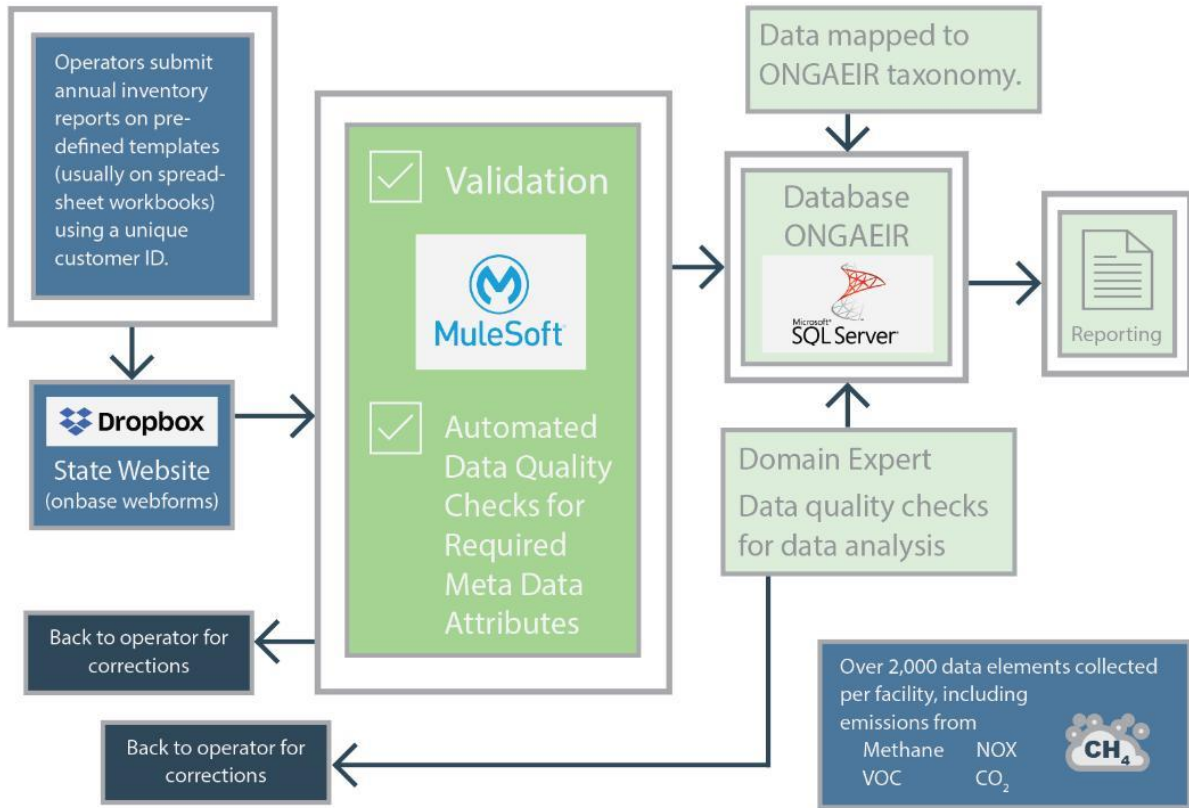 Operators submit
annual inventory
reports on pre-
defined templates
(usually on spread-
sheet workbooks)
using a unique
customer ID.
Dropbox
State Website
(onbase webforms)
Validation
MuleSoft
Automated
Data Quality
Checks for
Required
Meta Data
Attributes
Back to operator for
corrections
Back to operator for
corrections
Data mapped to
ONGAEIR taxonomy.
Database
ONGAEIR
Microsoft®
SQL Server®
Reporting
Domain Expert
Data quality checks
for data analysis
Over 2,000 data elements collected
per facility, including
emissions from
Methane NOX
VOC CO₂
CH₄